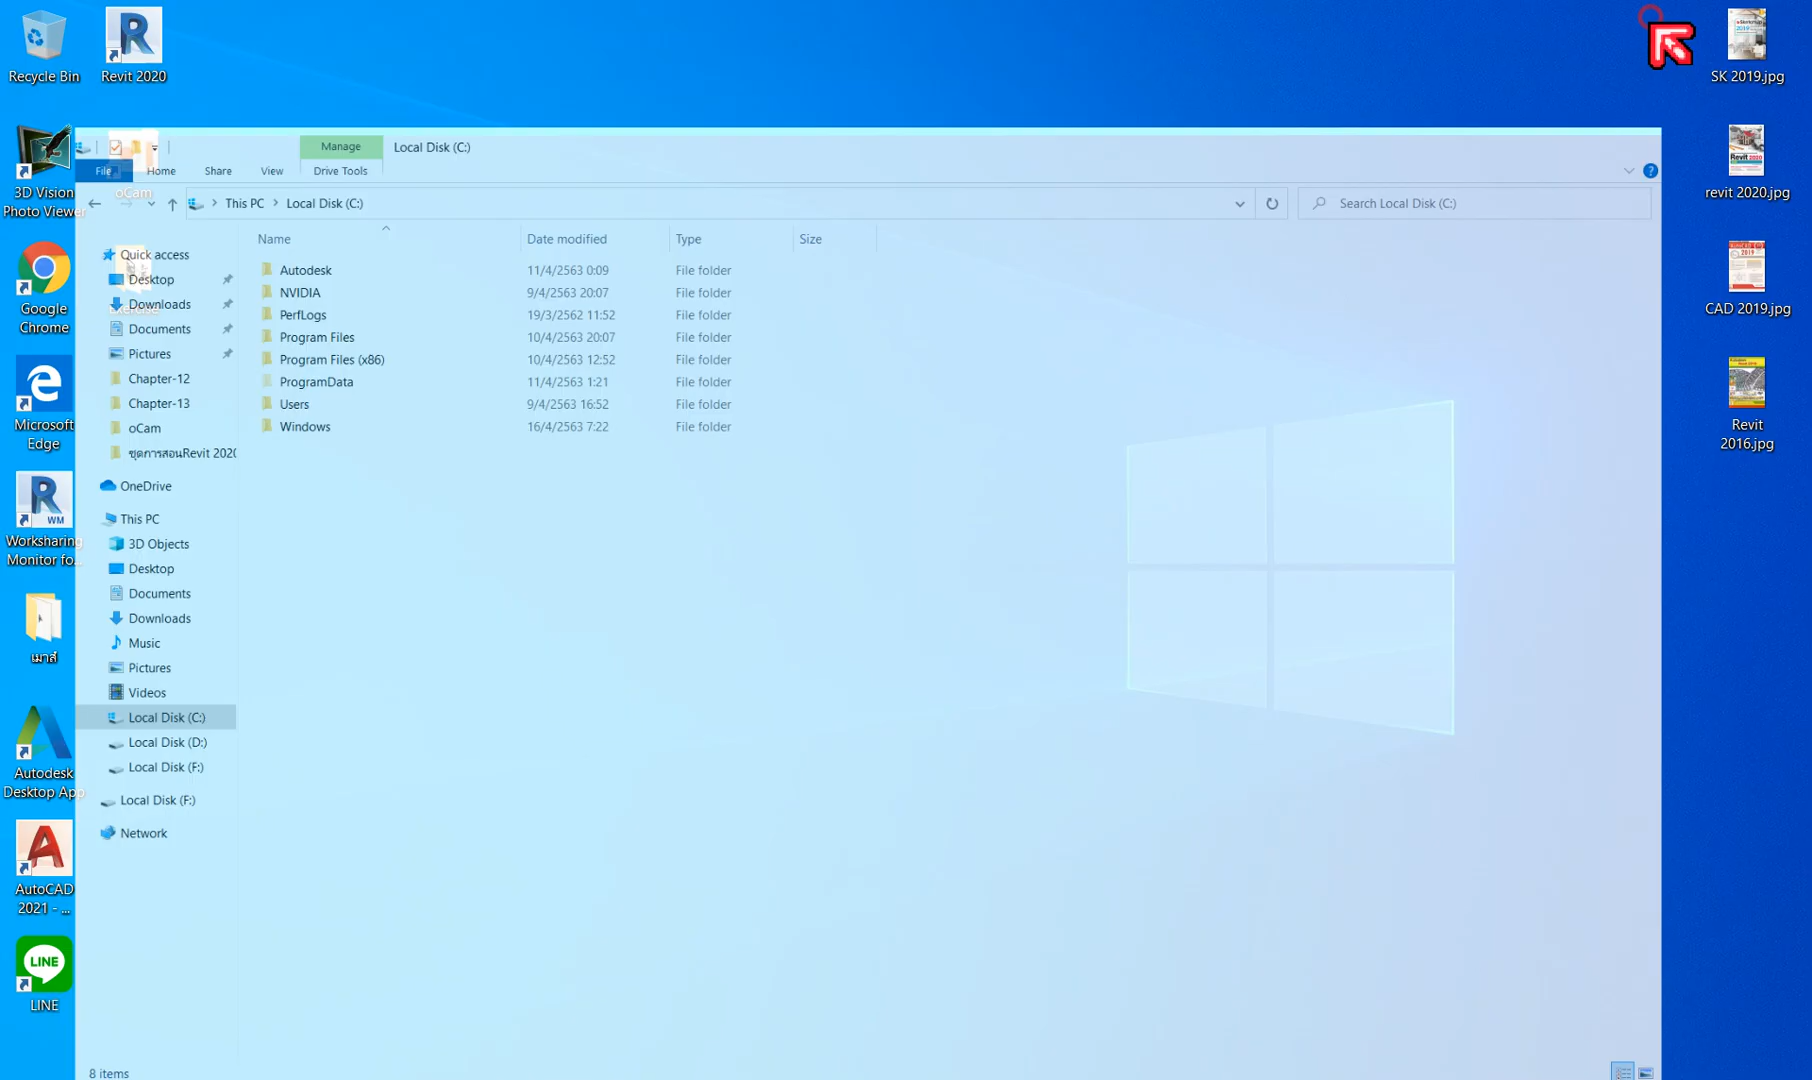 Recycle Bin
Revit 2020
3D Vision
Photo Viewer
Google
Chrome
Microsoft
Edge
Worksharing
Monitor fo...
เมาส์
Autodesk
Desktop App
AutoCAD
2021 - ...
LINE
LINE
oCam
Exercise
Manage
Local Disk (C:)
File
Home
Share
View
Drive Tools
This PC
Local Disk (C:)
Search Local Disk (C:)
Name
Date modified
Type
Size
Autodesk 11/4/2563 0:09 File folder
NVIDIA 9/4/2563 20:07 File folder
PerfLogs 19/3/2562 11:52 File folder
Program Files 10/4/2563 20:07 File folder
Program Files (x86) 10/4/2563 12:52 File folder
ProgramData 11/4/2563 1:21 File folder
Users 9/4/2563 16:52 File folder
Windows 16/4/2563 7:22 File folder
Quick access
Desktop
Downloads
Documents
Pictures
Chapter-12
Chapter-13
oCam
ชุดการสอนRevit 2020
OneDrive
This PC
3D Objects
Desktop
Documents
Downloads
Music
Pictures
Videos
Local Disk (C:)
Local Disk (D:)
Local Disk (F:)
Local Disk (F:)
Network
8 items
SK 2019.jpg
revit 2020.jpg
CAD 2019.jpg
Revit
2016.jpg